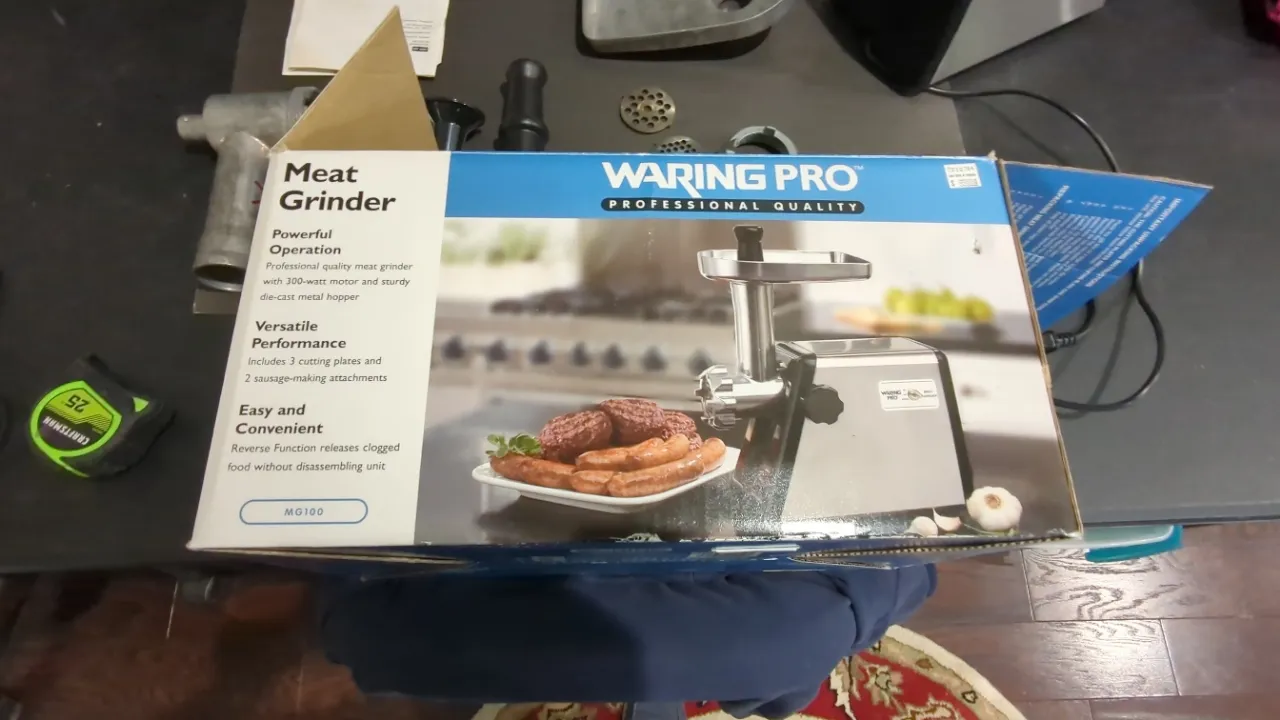 Meat
Grinder
Powerful
Operation
Professional quality meat grinder
with 300-watt motor and sturdy
die-cast metal hopper
Versatile
Performance
Includes 3 cutting plates and
2 sausage-making attachments
Easy and
Convenient
Reverse Function releases clogged
food without disassembling unit
MG100
WARING PRO™
PROFESSIONAL QUALITY
WARING
PRO
25
CRAFTSMAN